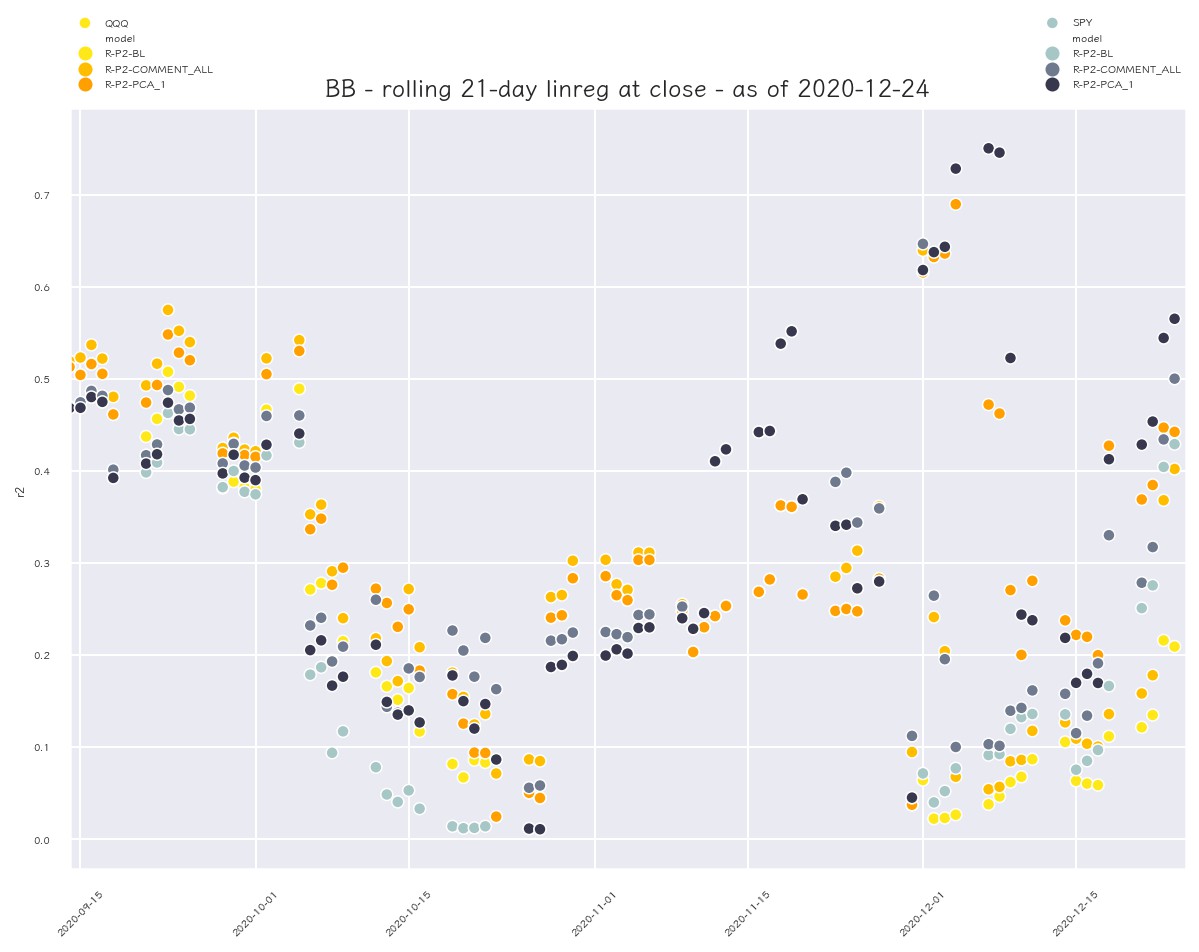 QQQ
model
R-P2-BL
R-P2-COMMENT_ALL
R-P2-PCA_1
SPY
model
R-P2-BL
R-P2-COMMENT_ALL
R-P2-PCA_1
BB - rolling 21-day linreg at close - as of 2020-12-24
0.7
0.6
0.5
0.4
0.3
0.2
0.1
0.0
r2
2020-09-15
2020-10-01
2020-10-15
2020-11-01
2020-11-15
2020-12-01
2020-12-15